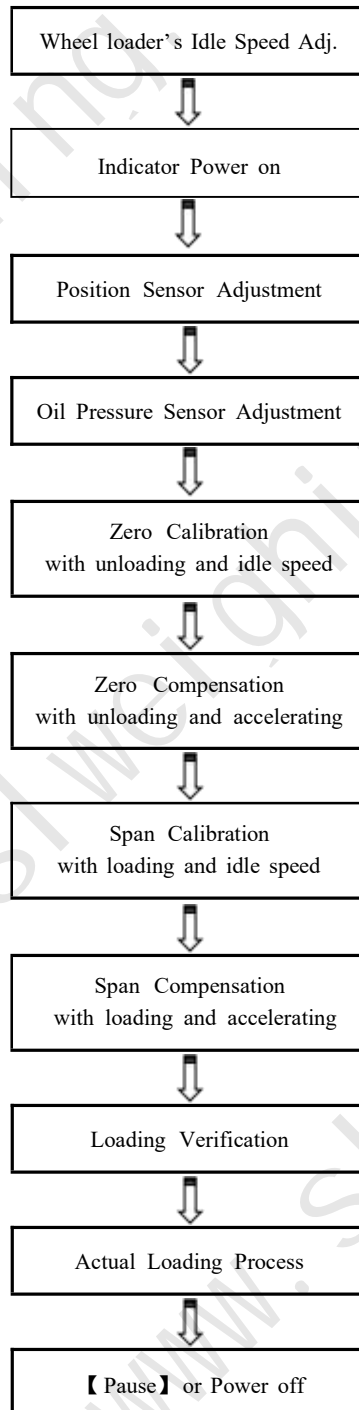 Wheel loader's Idle Speed Adj.
Indicator Power on
Position Sensor Adjustment
Oil Pressure Sensor Adjustment
Zero Calibration
with unloading and idle speed
Zero Compensation
with unloading and accelerating
Span Calibration
with loading and idle speed
Span Compensation
with loading and accelerating
Loading Verification
Actual Loading Process
【Pause】or Power off